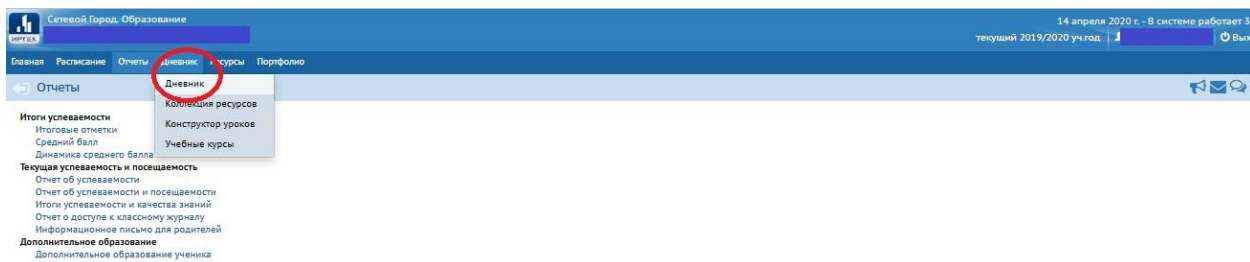 Сетевой Город. Образование
ИРТЕХ
14 апреля 2020 г. - В системе работает 3
текущий 2019/2020 уч.год
Вых
Главная Расписание Отчеты Дневник Ресурсы Портфолио
Отчеты
Дневник
Коллекция ресурсов
Конструктор уроков
Учебные курсы
Итоги успеваемости
Итоговые отметки
Средний балл
Динамика среднего балла
Текущая успеваемость и посещаемость
Отчет об успеваемости
Отчет об успеваемости и посещаемости
Итоги успеваемости и качества знаний
Отчет о доступе к классному журналу
Информационное письмо для родителей
Дополнительное образование
Дополнительное образование ученика